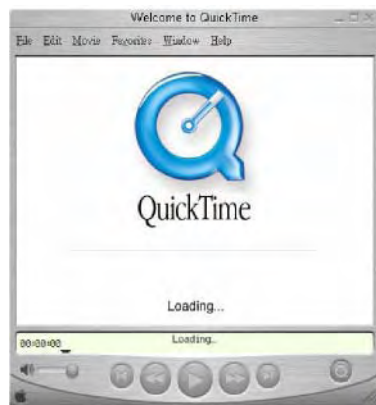 Welcome to QuickTime
File Edit Movie Favorites Window Help
QuickTime
Loading...
00:00:00 Loading..